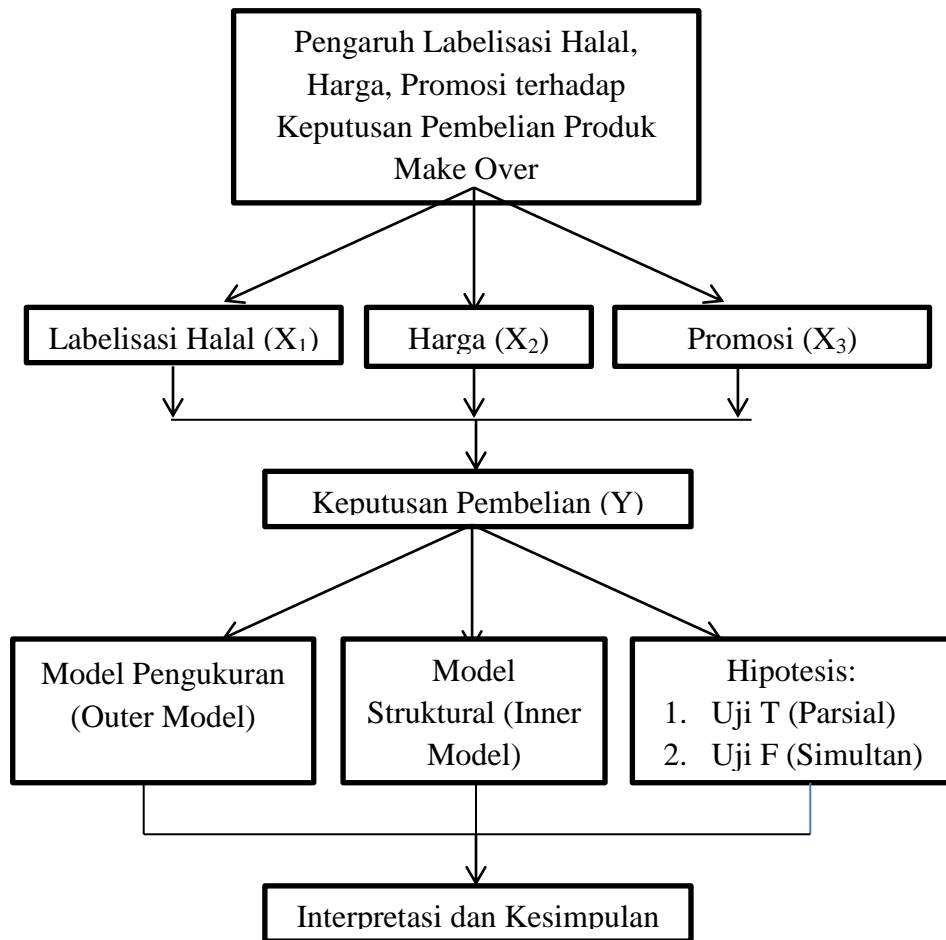 Pengaruh Labelisasi Halal,
Harga, Promosi terhadap
Keputusan Pembelian Produk
Make Over
Labelisasi Halal (X₁)
Harga (X₂)
Promosi (X₃)
Keputusan Pembelian (Y)
Model Pengukuran
(Outer Model)
Model
Struktural (Inner
Model)
Hipotesis:
1. Uji T (Parsial)
2. Uji F (Simultan)
Interpretasi dan Kesimpulan